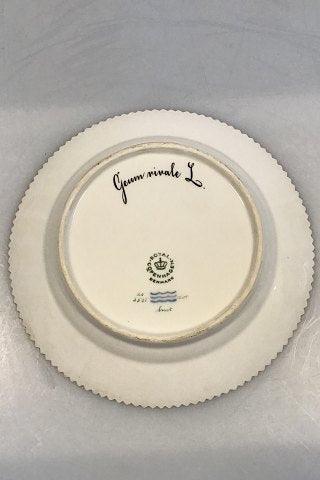 Geum rivale L.
ROYAL
COPENHAGEN
DENMARK